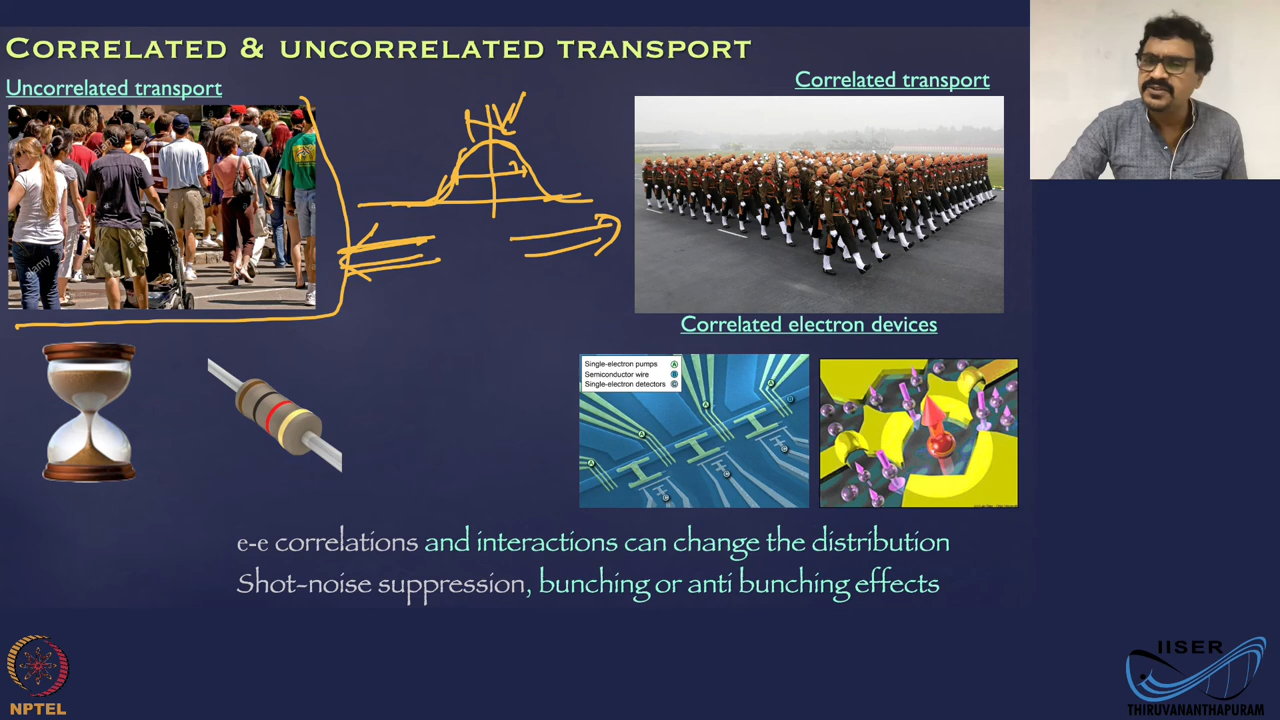 CORRELATED & UNCORRELATED TRANSPORT
Uncorrelated transport
Correlated transport
alamy
Correlated electron devices
Single-electron pumps A
Semiconductor wire B
Single-electron detectors C
A
B
A
A
C
C
A
C
e-e correlations and interactions can change the distribution
Shot-noise suppression, bunching or anti bunching effects
NPTEL
IISER
THIRUVANANTHAPURAM